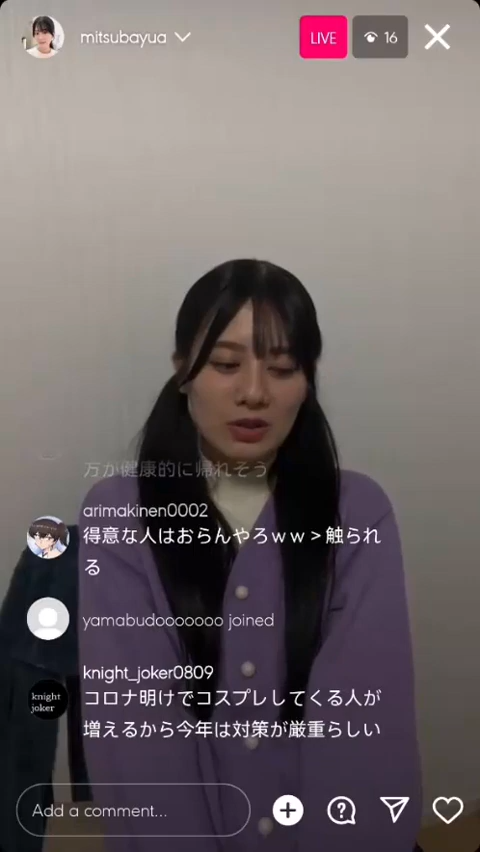 mitsubayua
LIVE
16
万が健康的に帰れそう
arimakinen0002
得意な人はおらんやろｗｗ＞触られ
る
yamabudooooooo joined
knight_joker0809
knight
joker
コロナ明けでコスプレしてくる人が
増えるから今年は対策が厳重らしい
Add a comment...